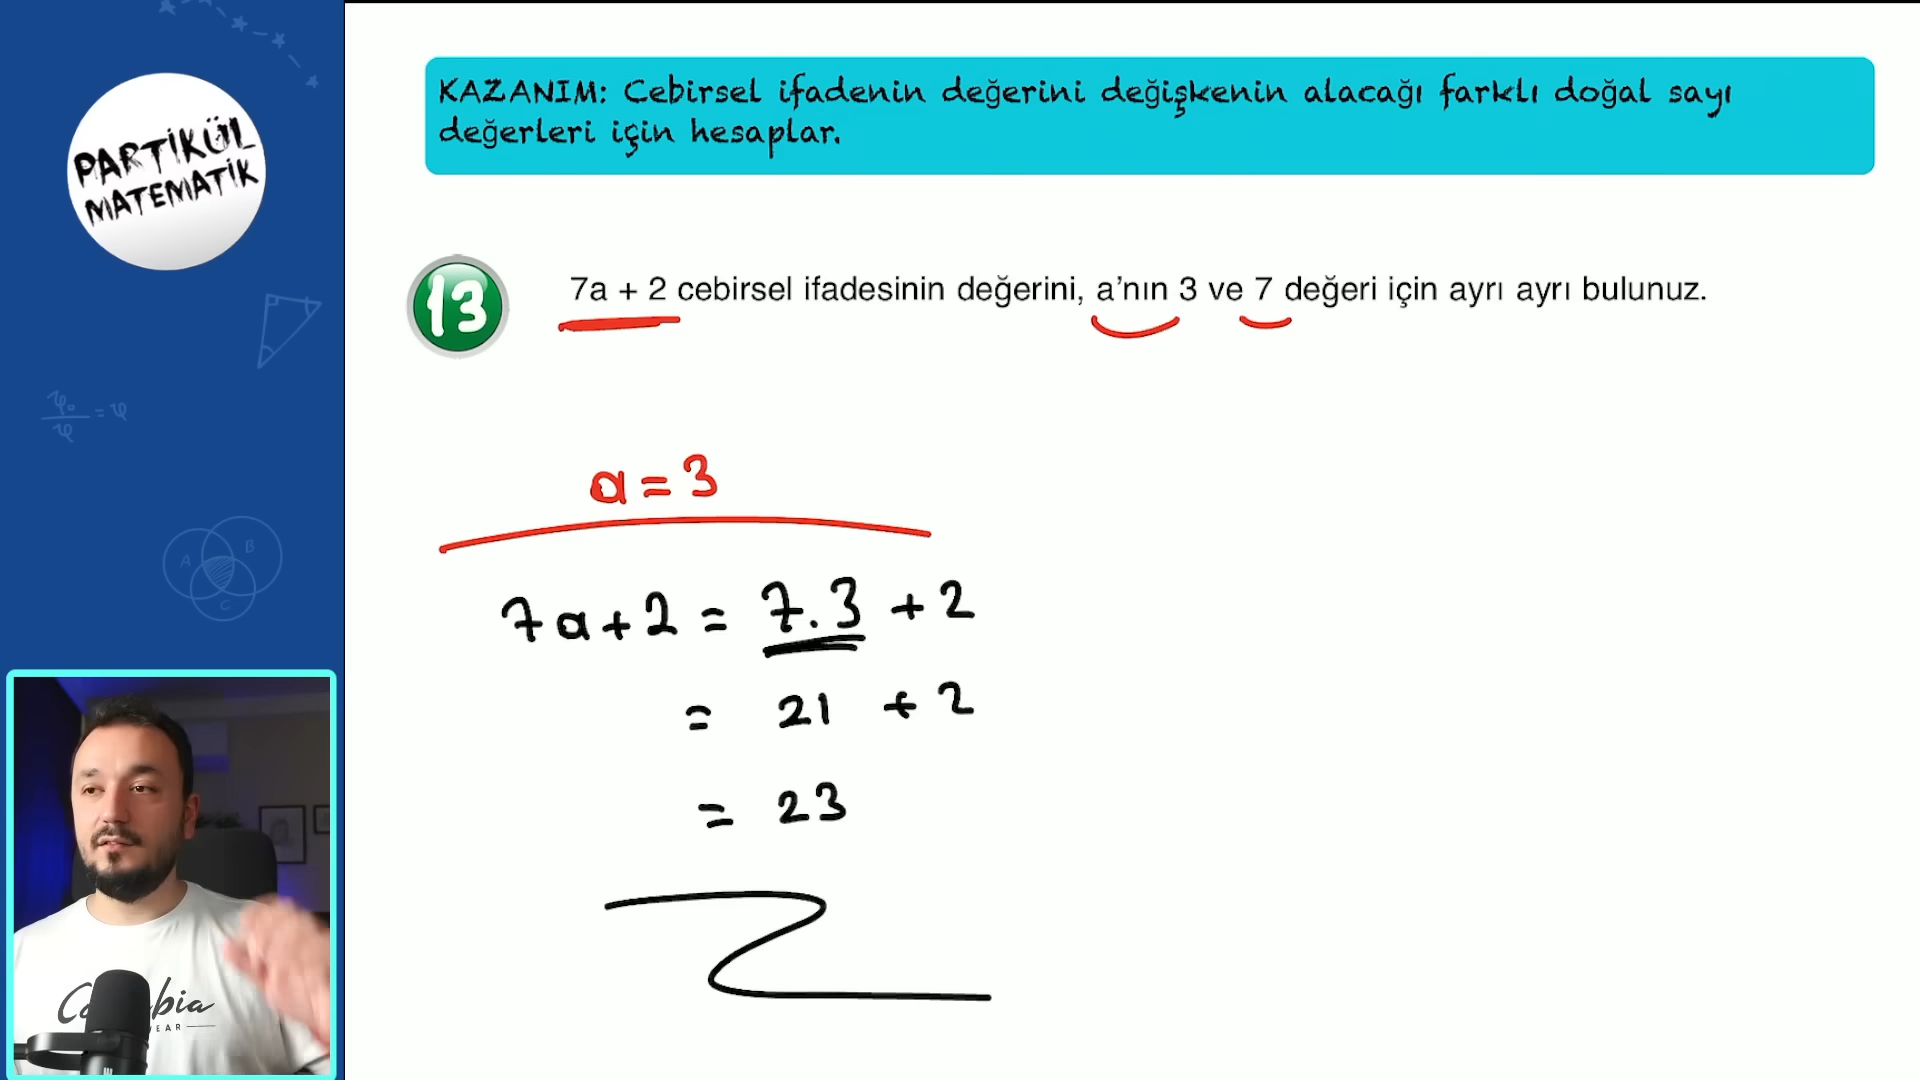 PARTİKÜL
MATEMATİK
KAZANIM: Cebirsel ifadenin değerini değişkenin alacağı farklı doğal sayı
değerleri için hesaplar.
13
7a + 2 cebirsel ifadesinin değerini, a'nın 3 ve 7 değeri için ayrı ayrı bulunuz.
a = 3
7a + 2 = 7.3 + 2
= 21 + 2
= 23
A
B
C